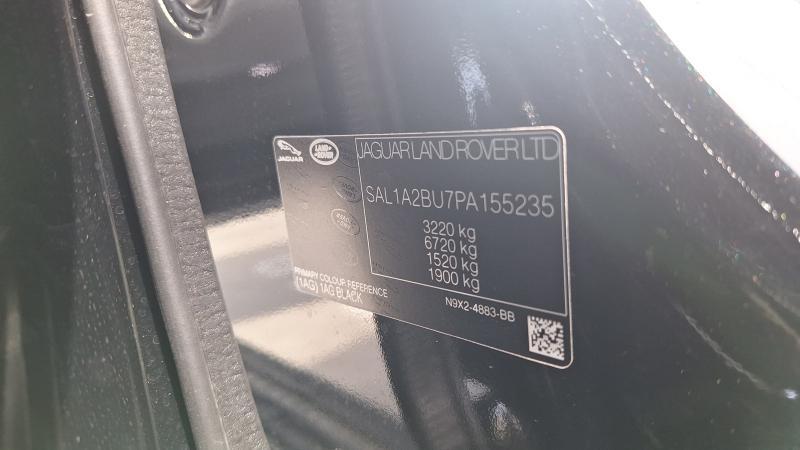 JAGUAR
LAND ROVER
JAGUAR LAND ROVER LTD
SAL1A2BU7PA155235
3220 kg
6720 kg
1520 kg
1900 kg
PRIMARY COLOUR REFERENCE
(1AG) 1AG BLACK
N9X2-4883-BB